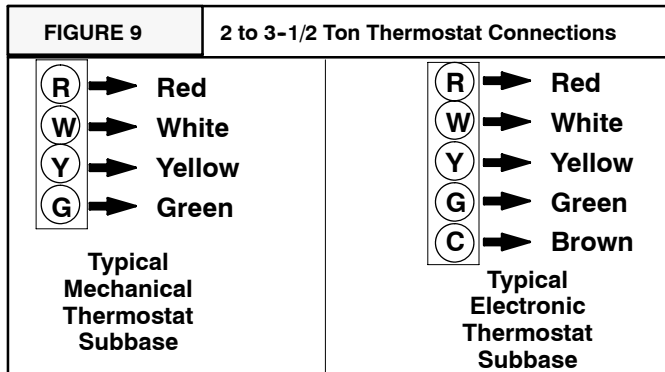 FIGURE 9
2 to 3-1/2 Ton Thermostat Connections
R Red
W White
Y Yellow
G Green
Typical
Mechanical
Thermostat
Subbase
R Red
W White
Y Yellow
G Green
C Brown
Typical
Electronic
Thermostat
Subbase